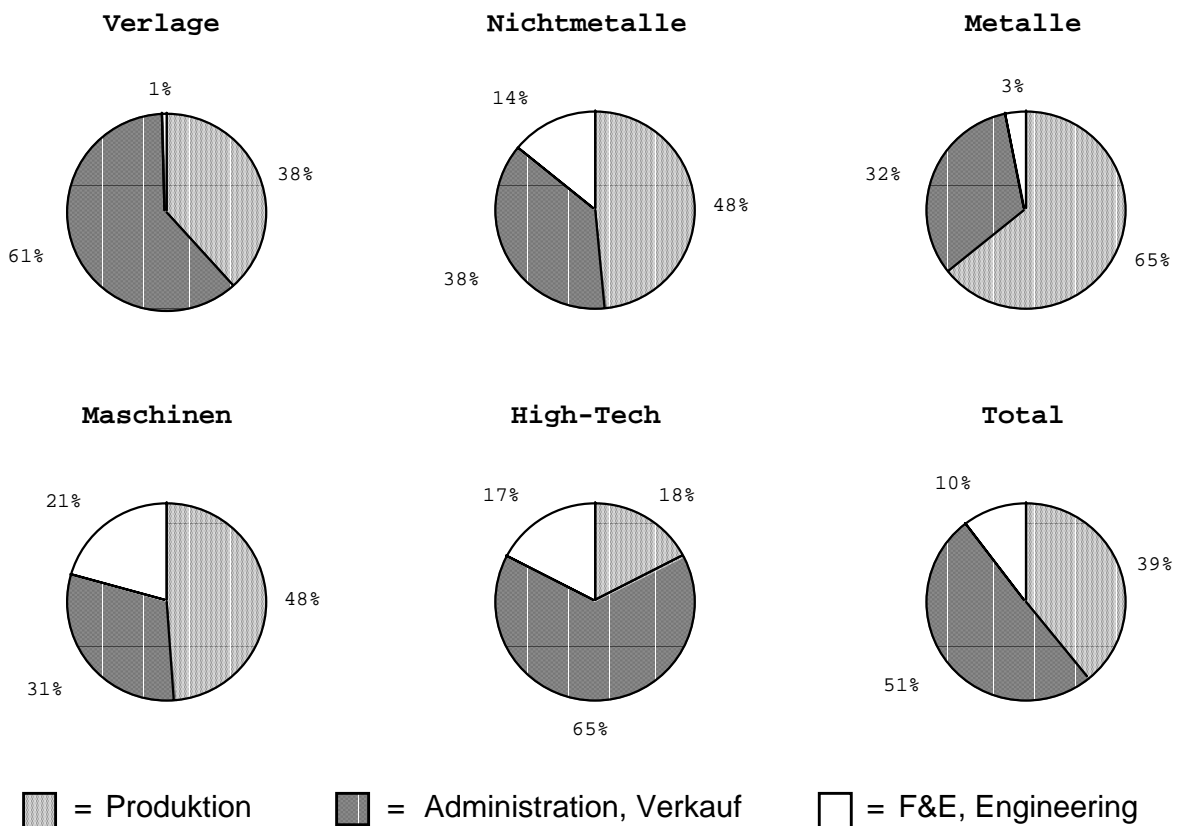 Verlage
1%
38%
61%
Nichtmetalle
14%
48%
38%
Metalle
3%
32%
65%
Maschinen
21%
48%
31%
High-Tech
17%
18%
65%
Total
10%
39%
51%
= Produktion
= Administration, Verkauf
= F&E, Engineering